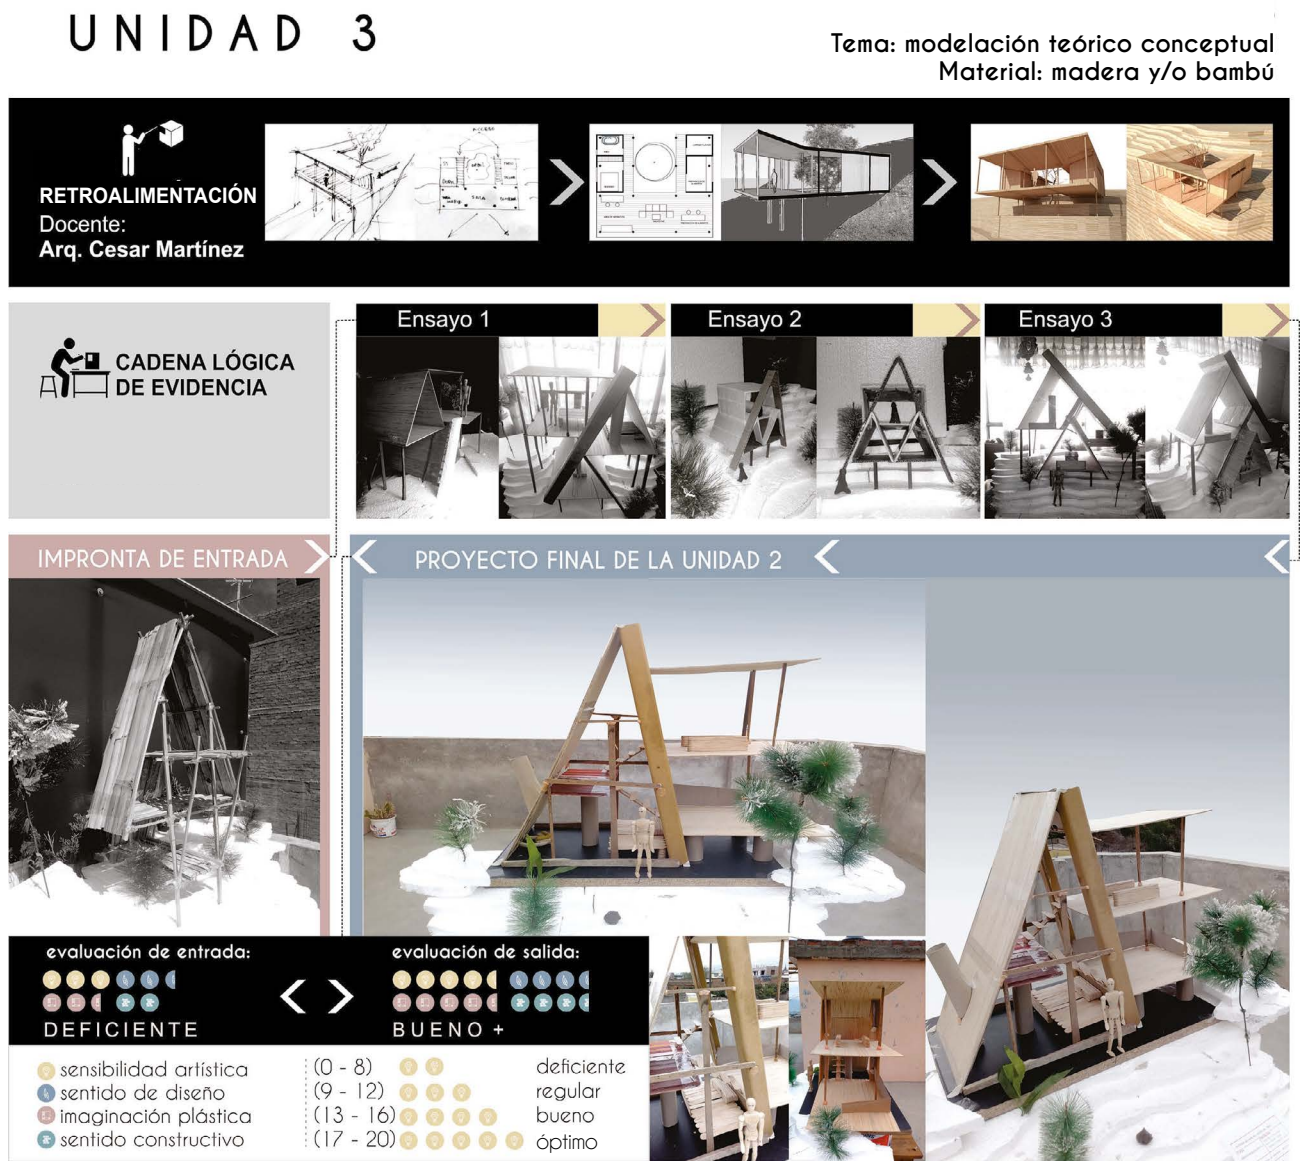 UNIDAD 3
Tema: modelación teórico conceptual
Material: madera y/o bambú
RETROALIMENTACIÓN
Docente:
Arq. Cesar Martínez
ACCESO
CADENA LÓGICA
DE EVIDENCIA
Ensayo 1
Ensayo 2
Ensayo 3
IMPRONTA DE ENTRADA
PROYECTO FINAL DE LA UNIDAD 2
evaluación de entrada:
DEFICIENTE
evaluación de salida:
BUENO +
sensibilidad artística
sentido de diseño
imaginación plástica
sentido constructivo
(0 - 8) deficiente
(9 - 12) regular
(13 - 16) bueno
(17 - 20) óptimo